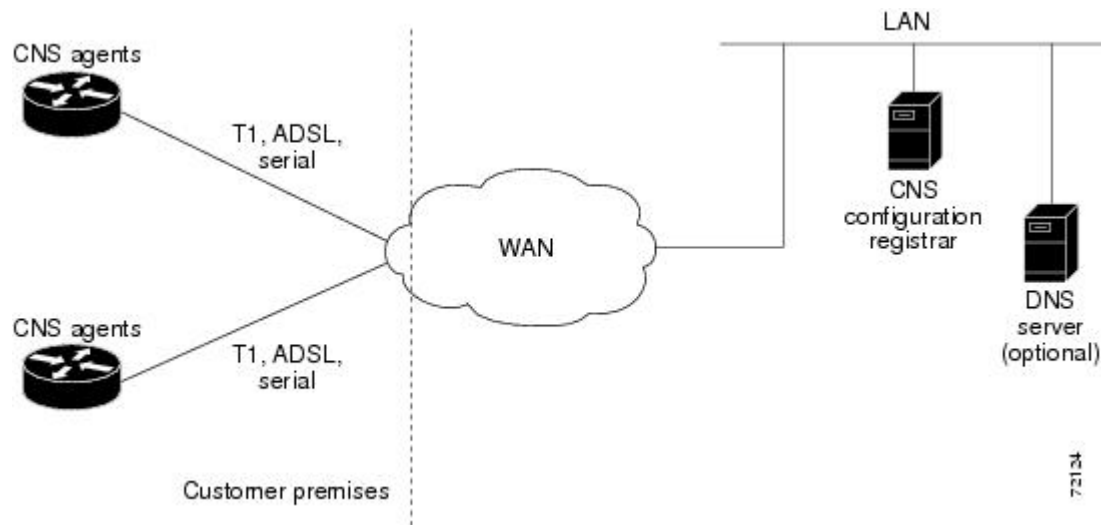 LAN
CNS agents
T1, ADSL,
serial
CNS
configuration
registrar
WAN
DNS
server
(optional)
CNS agents
T1, ADSL,
serial
Customer premises
72124